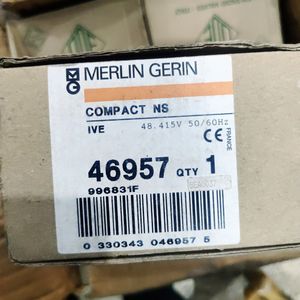 MERLIN GERIN
COMPACT NS
IVE 48.415V 50/60Hz
CE
FRANCE
46957 QTY 1
996831F
0 330343 046957 5